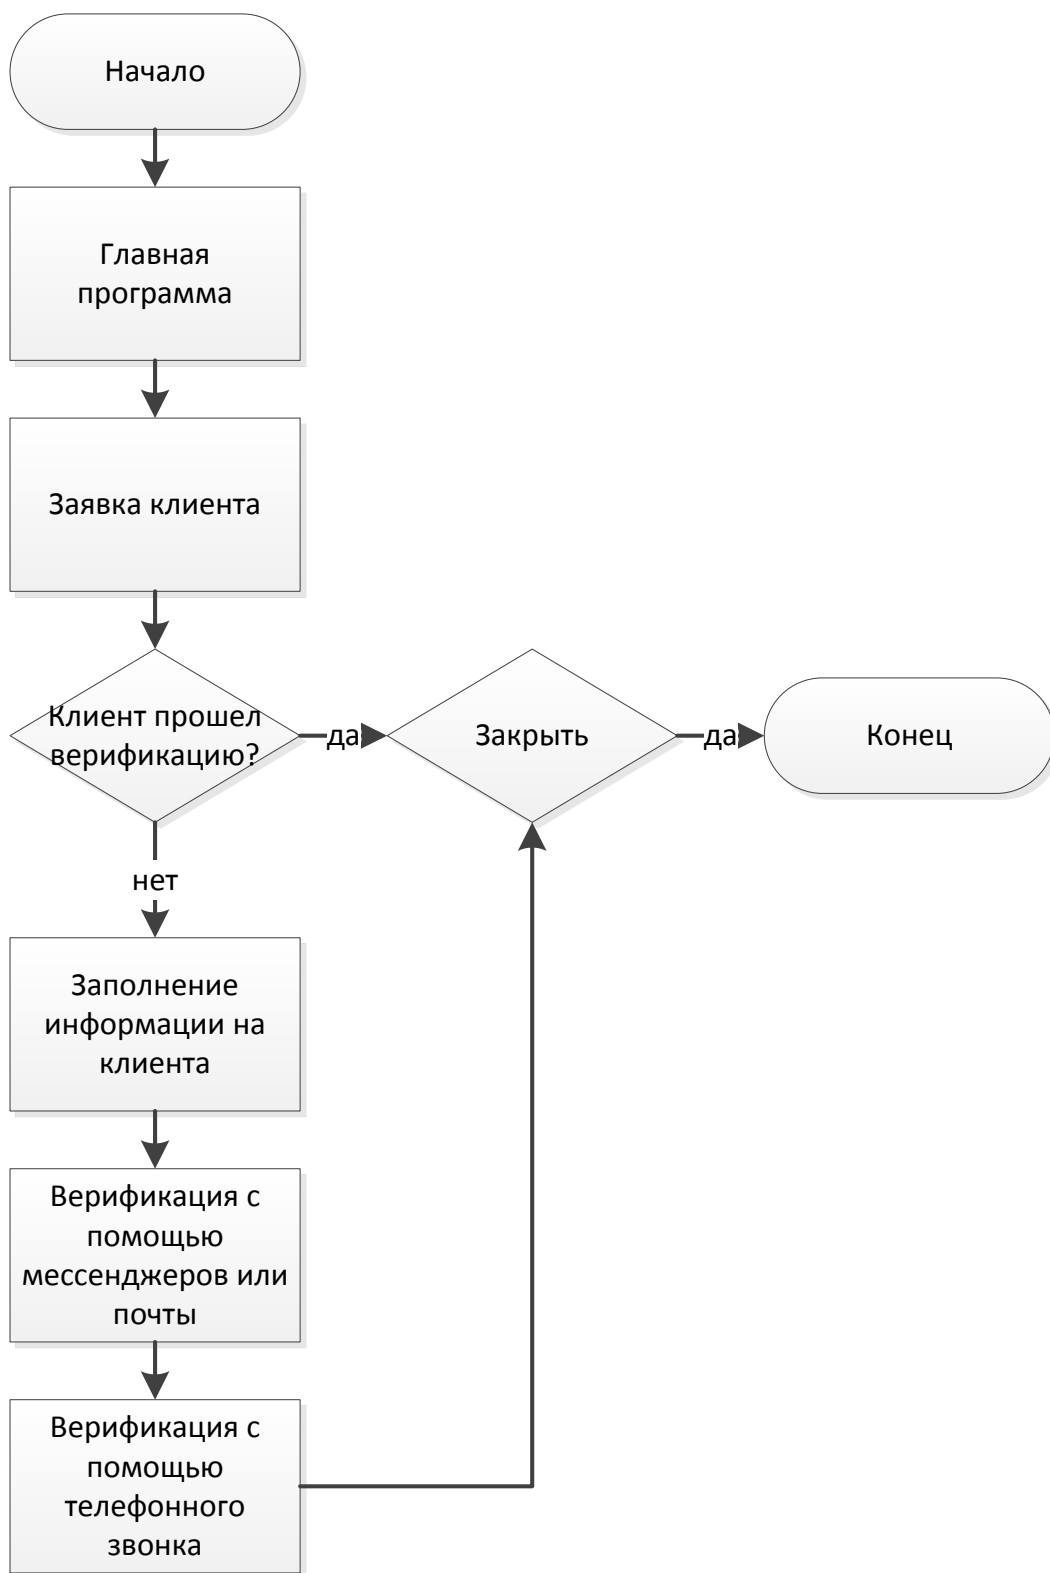 Начало
Главная
программа
Заявка клиента
Клиент прошел
верификацию?
да
Закрыть
да
Конец
нет
Заполнение
информации на
клиента
Верификация с
помощью
мессенджеров или
почты
Верификация с
помощью
телефонного
звонка